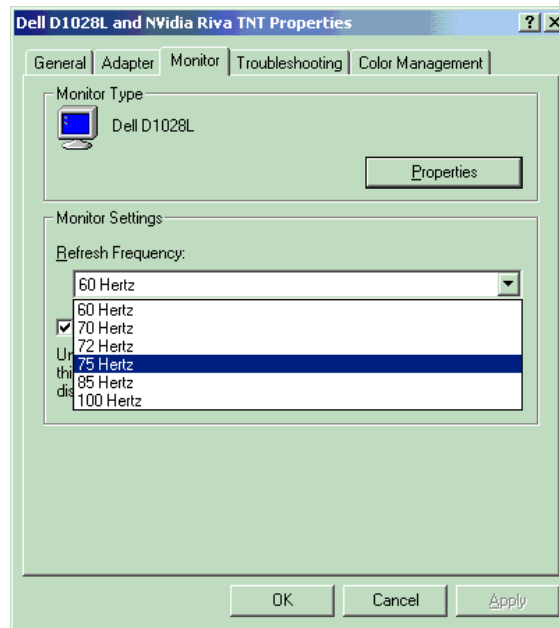 Dell D1028L and NVidia Riva TNT Properties
General Adapter Monitor Troubleshooting Color Management
Monitor Type
Dell D1028L
Properties
Monitor Settings
Refresh Frequency:
60 Hertz
60 Hertz
70 Hertz
72 Hertz
75 Hertz
85 Hertz
100 Hertz
OK Cancel Apply